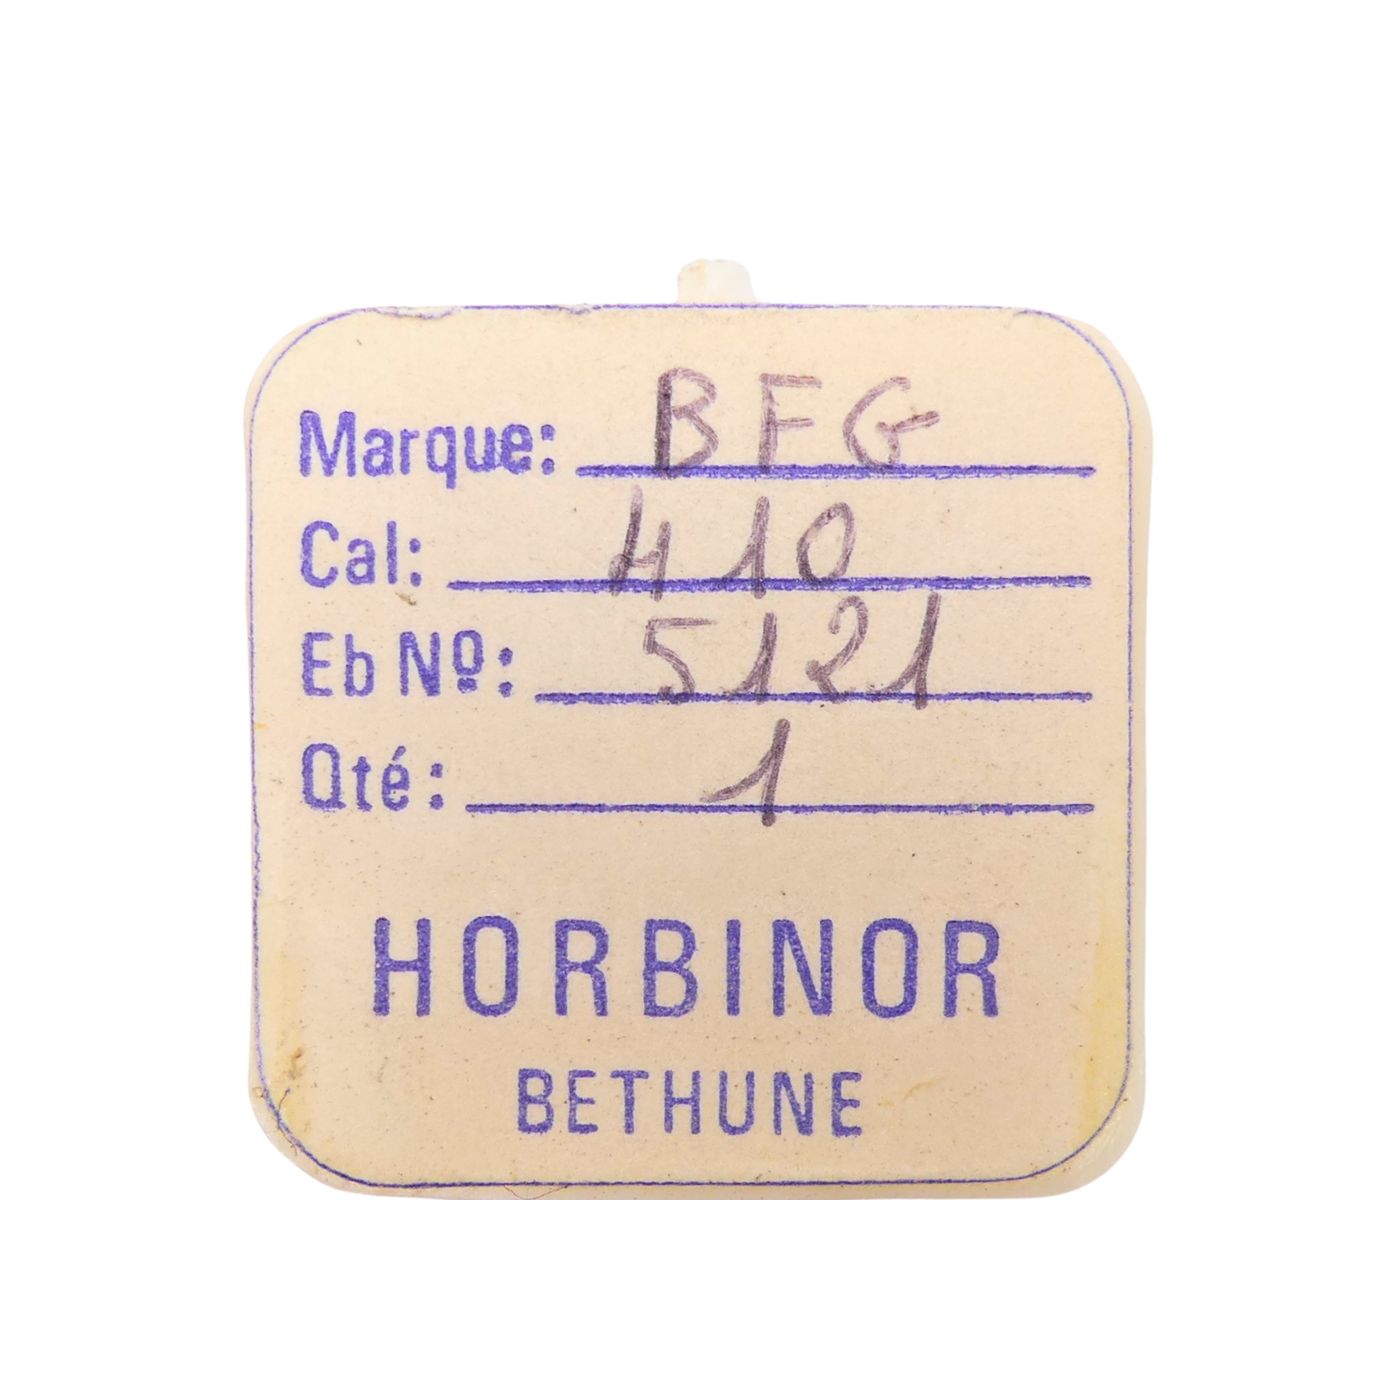 Marque: BFG
Cal: 410
Eb Nº: 5121
Qté: 1
HORBINOR
BETHUNE